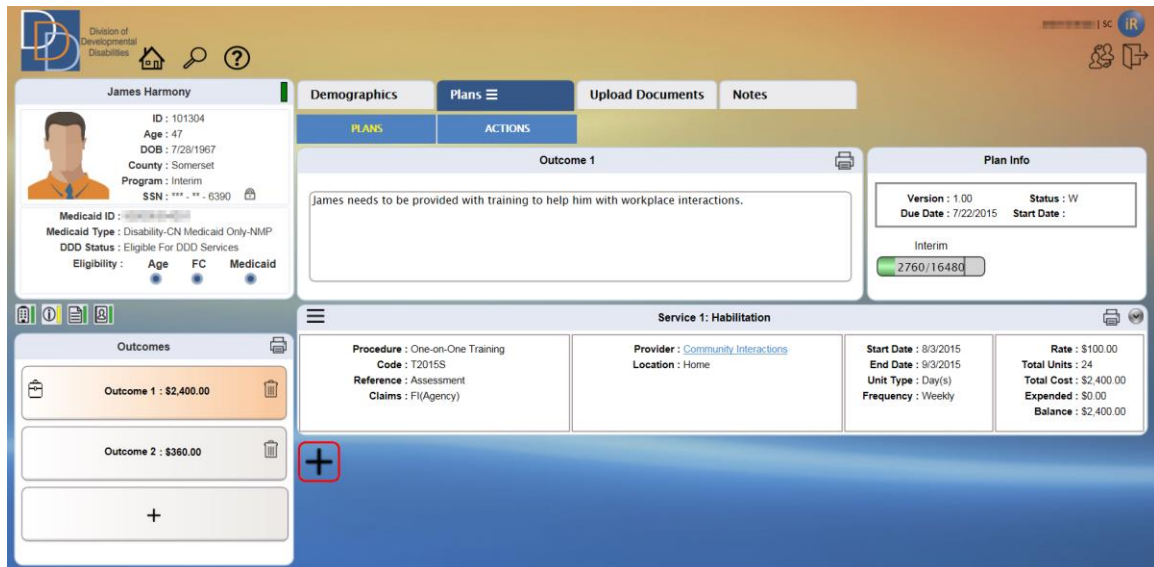 Division of
Developmental
Disabilities
| SC
iR
James Harmony
ID : 101304
Age : 47
DOB : 7/28/1967
County : Somerset
Program : Interim
SSN : *** - ** - 6390
Medicaid ID :
Medicaid Type : Disability-CN Medicaid Only-NMP
DDD Status : Eligible For DDD Services
Eligibility : Age FC Medicaid
Outcomes
Outcome 1 : $2,400.00
Outcome 2 : $360.00
+
Demographics Plans Upload Documents Notes
PLANS ACTIONS
Outcome 1
James needs to be provided with training to help him with workplace interactions.
Plan Info
Version : 1.00 Status : W
Due Date : 7/22/2015 Start Date :
Interim
2760/16480
Service 1: Habilitation
Procedure : One-on-One Training
Code : T2015S
Reference : Assessment
Claims : FI(Agency)
Provider : Community Interactions
Location : Home
Start Date : 8/3/2015
End Date : 9/3/2015
Unit Type : Day(s)
Frequency : Weekly
Rate : $100.00
Total Units : 24
Total Cost : $2,400.00
Expended : $0.00
Balance : $2,400.00
+